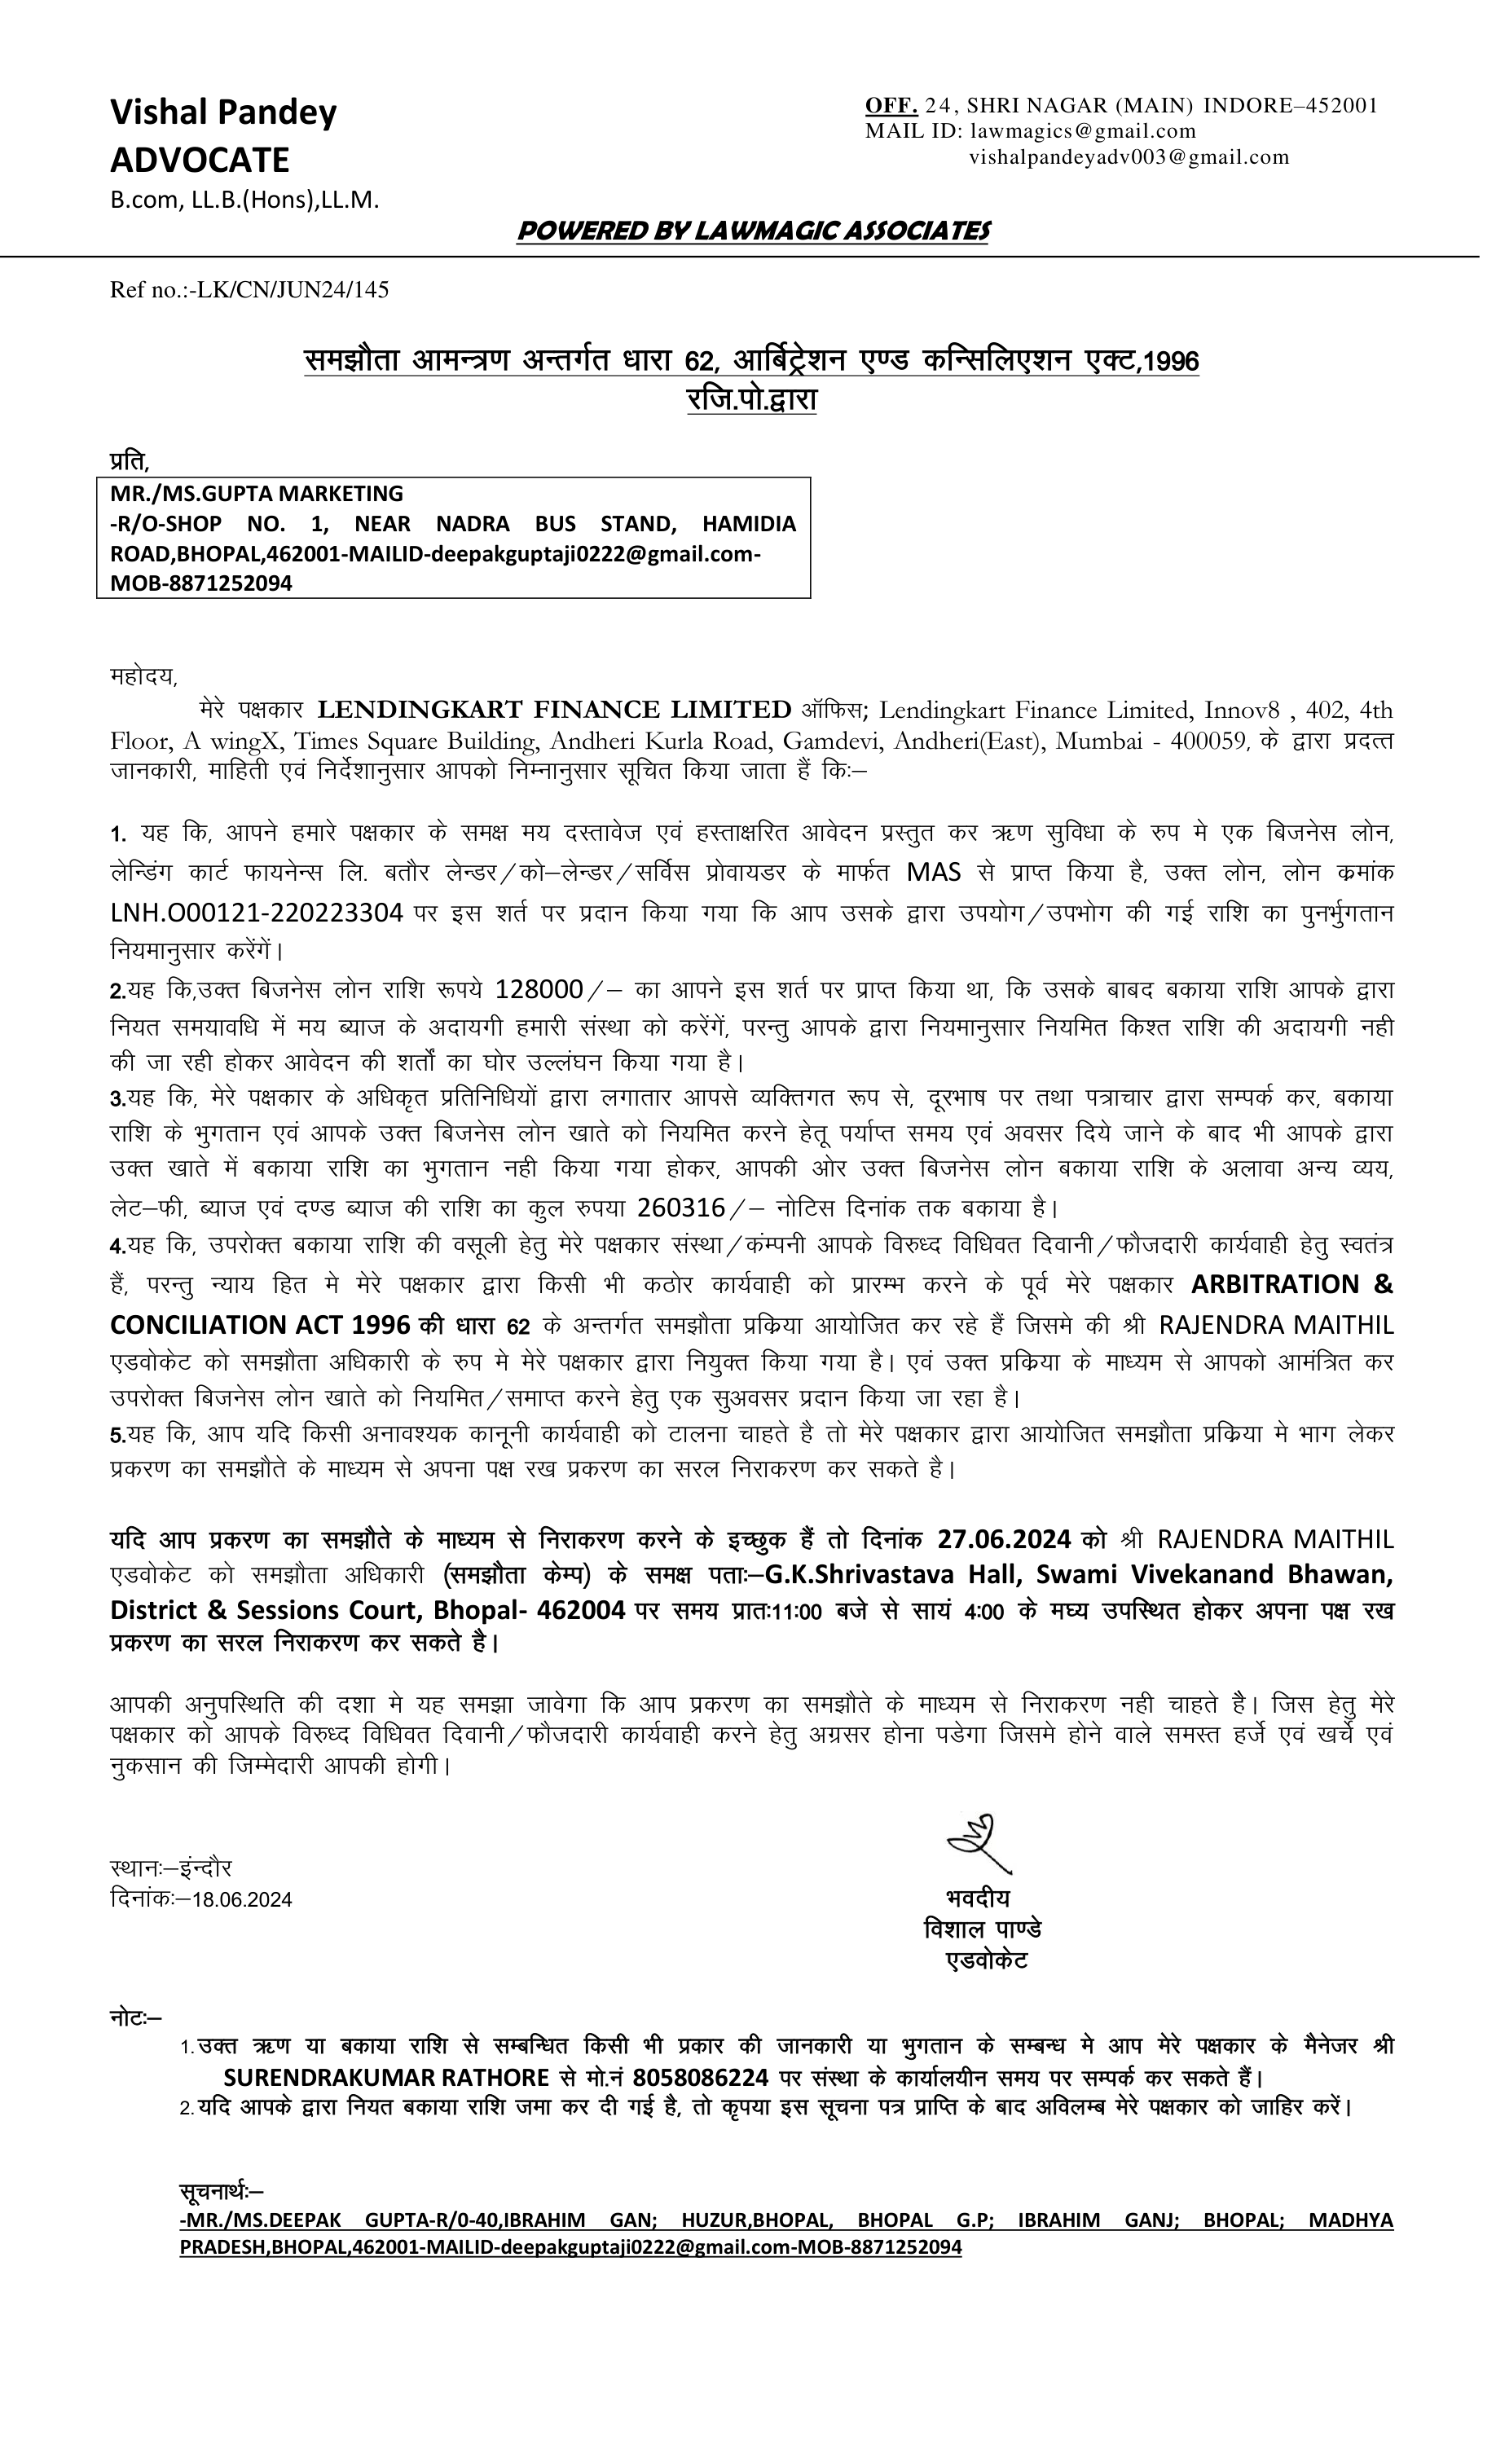 Vishal Pandey
OFF. 24, SHRI NAGAR (MAIN) INDORE–452001
ADVOCATE
MAIL ID: lawmagics@gmail.com
vishalpandeyadv003@gmail.com
B.com, LL.B.(Hons),LL.M.
POWERED BY LAWMAGIC ASSOCIATES
Ref no.:-LK/CN/JUN24/145
समझौता आमन्त्रण अन्तर्गत धारा 62, आर्बिट्रेशन एण्ड कन्सिलिएशन एक्ट,1996
रजि.पो.द्वारा
प्रति,
MR./MS.GUPTA MARKETING
-R/O-SHOP NO. 1, NEAR NADRA BUS STAND, HAMIDIA
ROAD,BHOPAL,462001-MAILID-deepakguptaji0222@gmail.com-
MOB-8871252094
महोदय,
मेरे पक्षकार LENDINGKART FINANCE LIMITED ऑफिस; Lendingkart Finance Limited, Innov8 , 402, 4th
Floor, A wingX, Times Square Building, Andheri Kurla Road, Gamdevi, Andheri(East), Mumbai - 400059, के द्वारा प्रदत्त
जानकारी, माहिती एवं निर्देशानुसार आपको निम्नानुसार सूचित किया जाता हैं कि:–
1. यह कि, आपने हमारे पक्षकार के समक्ष मय दस्तावेज एवं हस्ताक्षरित आवेदन प्रस्तुत कर ऋण सुविधा के रुप मे एक बिजनेस लोन,
लेन्डिंग कार्ट फायनेन्स लि. बतौर लेन्डर/को–लेन्डर/सर्विस प्रोवायडर के मार्फत MAS से प्राप्त किया है, उक्त लोन, लोन क्रमांक
LNH.O00121-220223304 पर इस शर्त पर प्रदान किया गया कि आप उसके द्वारा उपयोग/उपभोग की गई राशि का पुनर्भुगतान
नियमानुसार करेंगें।
2.यह कि,उक्त बिजनेस लोन राशि रूपये 128000/– का आपने इस शर्त पर प्राप्त किया था, कि उसके बाबद बकाया राशि आपके द्वारा
नियत समयावधि में मय ब्याज के अदायगी हमारी संस्था को करेंगें, परन्तु आपके द्वारा नियमानुसार नियमित किश्त राशि की अदायगी नही
की जा रही होकर आवेदन की शर्तों का घोर उल्लंघन किया गया है।
3.यह कि, मेरे पक्षकार के अधिकृत प्रतिनिधियों द्वारा लगातार आपसे व्यक्तिगत रूप से, दूरभाष पर तथा पत्राचार द्वारा सम्पर्क कर, बकाया
राशि के भुगतान एवं आपके उक्त बिजनेस लोन खाते को नियमित करने हेतू पर्याप्त समय एवं अवसर दिये जाने के बाद भी आपके द्वारा
उक्त खाते में बकाया राशि का भुगतान नही किया गया होकर, आपकी ओर उक्त बिजनेस लोन बकाया राशि के अलावा अन्य व्यय,
लेट–फी, ब्याज एवं दण्ड ब्याज की राशि का कुल रुपया 260316/– नोटिस दिनांक तक बकाया है।
4.यह कि, उपरोक्त बकाया राशि की वसूली हेतु मेरे पक्षकार संस्था/कंम्पनी आपके विरुध्द विधिवत दिवानी/फौजदारी कार्यवाही हेतु स्वतंत्र
हैं, परन्तु न्याय हित मे मेरे पक्षकार द्वारा किसी भी कठोर कार्यवाही को प्रारम्भ करने के पूर्व मेरे पक्षकार ARBITRATION &
CONCILIATION ACT 1996 की धारा 62 के अन्तर्गत समझौता प्रक्रिया आयोजित कर रहे हैं जिसमे की श्री RAJENDRA MAITHIL
एडवोकेट को समझौता अधिकारी के रुप मे मेरे पक्षकार द्वारा नियुक्त किया गया है। एवं उक्त प्रक्रिया के माध्यम से आपको आमंत्रित कर
उपरोक्त बिजनेस लोन खाते को नियमित/समाप्त करने हेतु एक सुअवसर प्रदान किया जा रहा है।
5.यह कि, आप यदि किसी अनावश्यक कानूनी कार्यवाही को टालना चाहते है तो मेरे पक्षकार द्वारा आयोजित समझौता प्रक्रिया मे भाग लेकर
प्रकरण का समझौते के माध्यम से अपना पक्ष रख प्रकरण का सरल निराकरण कर सकते है।
यदि आप प्रकरण का समझौते के माध्यम से निराकरण करने के इच्छुक हैं तो दिनांक 27.06.2024 को श्री RAJENDRA MAITHIL
एडवोकेट को समझौता अधिकारी (समझौता केम्प) के समक्ष पता:–G.K.Shrivastava Hall, Swami Vivekanand Bhawan,
District & Sessions Court, Bhopal- 462004 पर समय प्रातः11:00 बजे से सायं 4:00 के मघ्य उपस्थित होकर अपना पक्ष रख
प्रकरण का सरल निराकरण कर सकते है।
आपकी अनुपस्थिति की दशा मे यह समझा जावेगा कि आप प्रकरण का समझौते के माध्यम से निराकरण नही चाहते है। जिस हेतु मेरे
पक्षकार को आपके विरुध्द विधिवत दिवानी/फौजदारी कार्यवाही करने हेतु अग्रसर होना पडेगा जिसमे होने वाले समस्त हर्जे एवं खर्चे एवं
नुकसान की जिम्मेदारी आपकी होगी।
स्थान:–इंन्दौर
दिनांक:–18.06.2024
भवदीय
विशाल पाण्डे
एडवोकेट
नोट:–
1.उक्त ऋण या बकाया राशि से सम्बन्धित किसी भी प्रकार की जानकारी या भुगतान के सम्बन्ध मे आप मेरे पक्षकार के मैनेजर श्री
SURENDRAKUMAR RATHORE से मो.नं 8058086224 पर संस्था के कार्यालयीन समय पर सम्पर्क कर सकते हैं।
2.यदि आपके द्वारा नियत बकाया राशि जमा कर दी गई है, तो कृपया इस सूचना पत्र प्राप्ति के बाद अविलम्ब मेरे पक्षकार को जाहिर करें।
सूचनार्थ:–
-MR./MS.DEEPAK GUPTA-R/0-40,IBRAHIM GAN; HUZUR,BHOPAL, BHOPAL G.P; IBRAHIM GANJ; BHOPAL; MADHYA
PRADESH,BHOPAL,462001-MAILID-deepakguptaji0222@gmail.com-MOB-8871252094